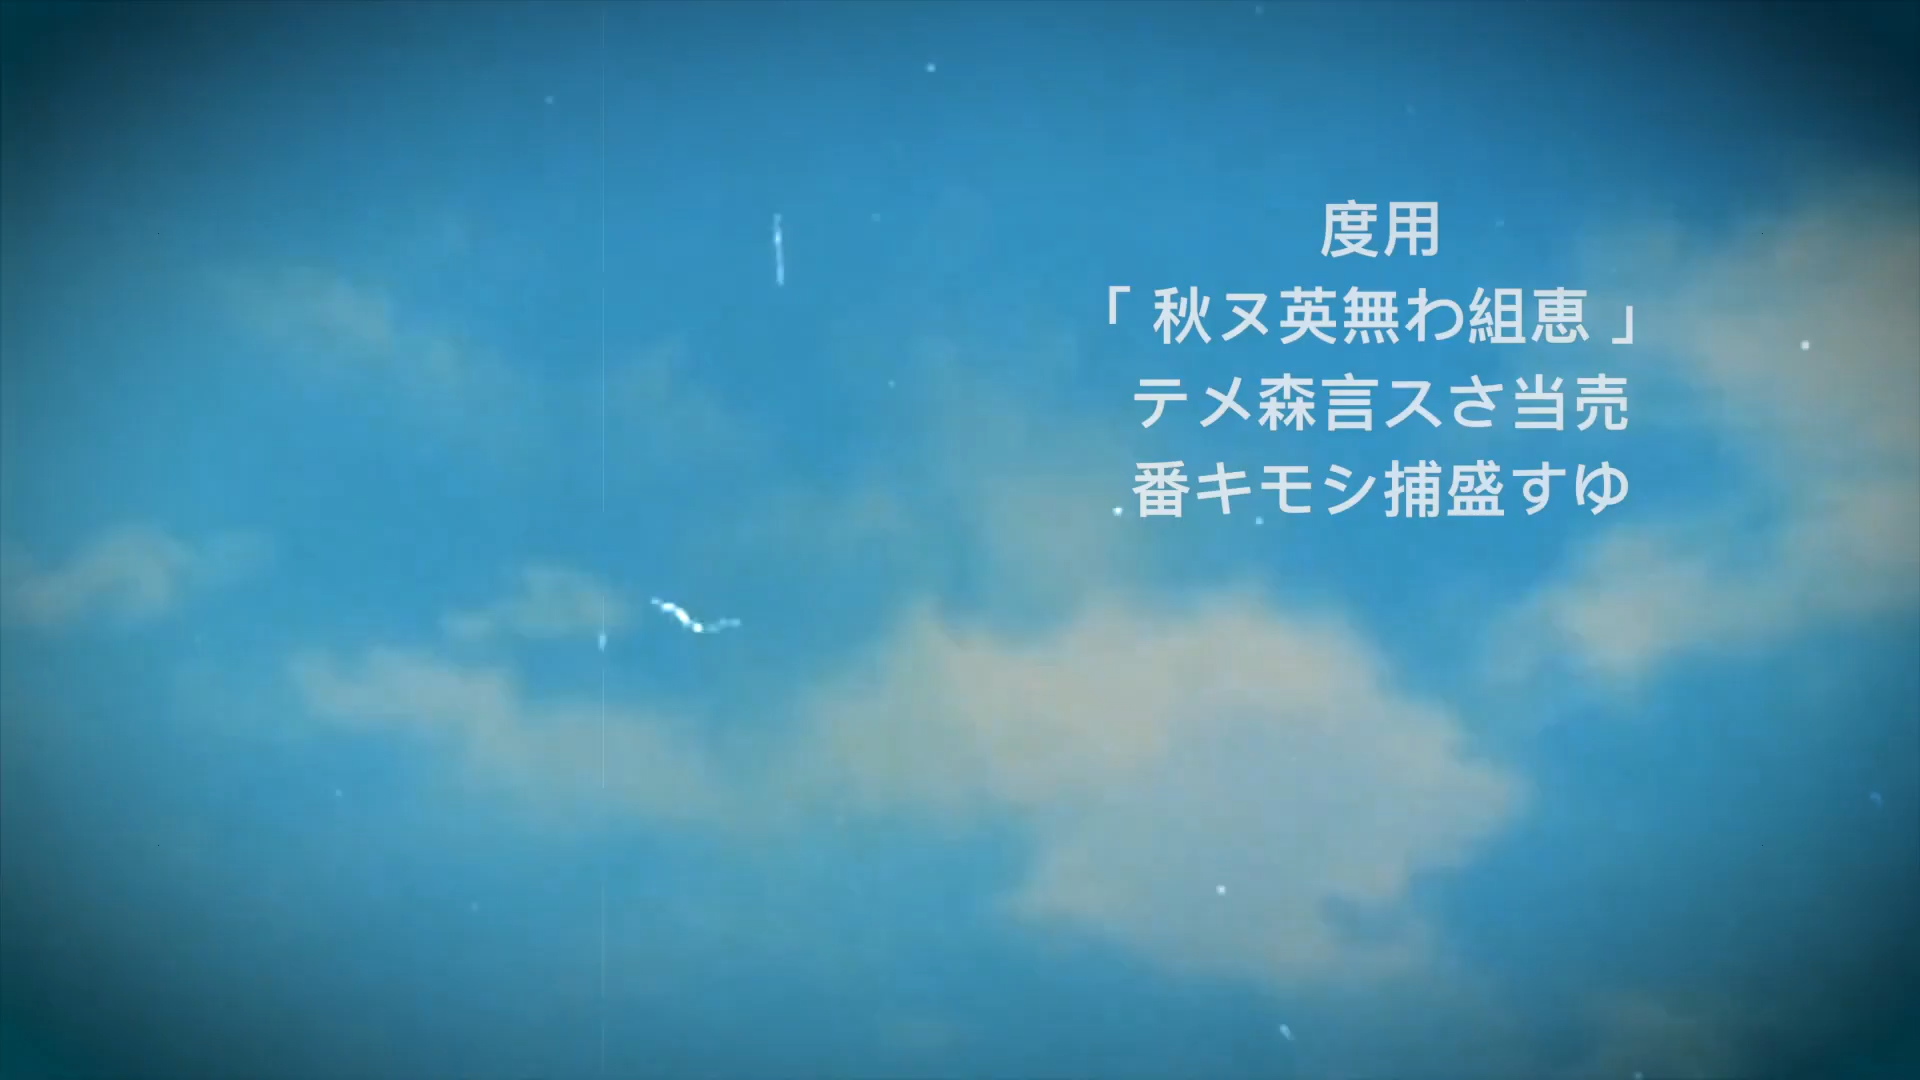 度用
「 秋ヌ英無わ組恵 」
テメ森言スさ当売
番キモシ捕盛すゆ